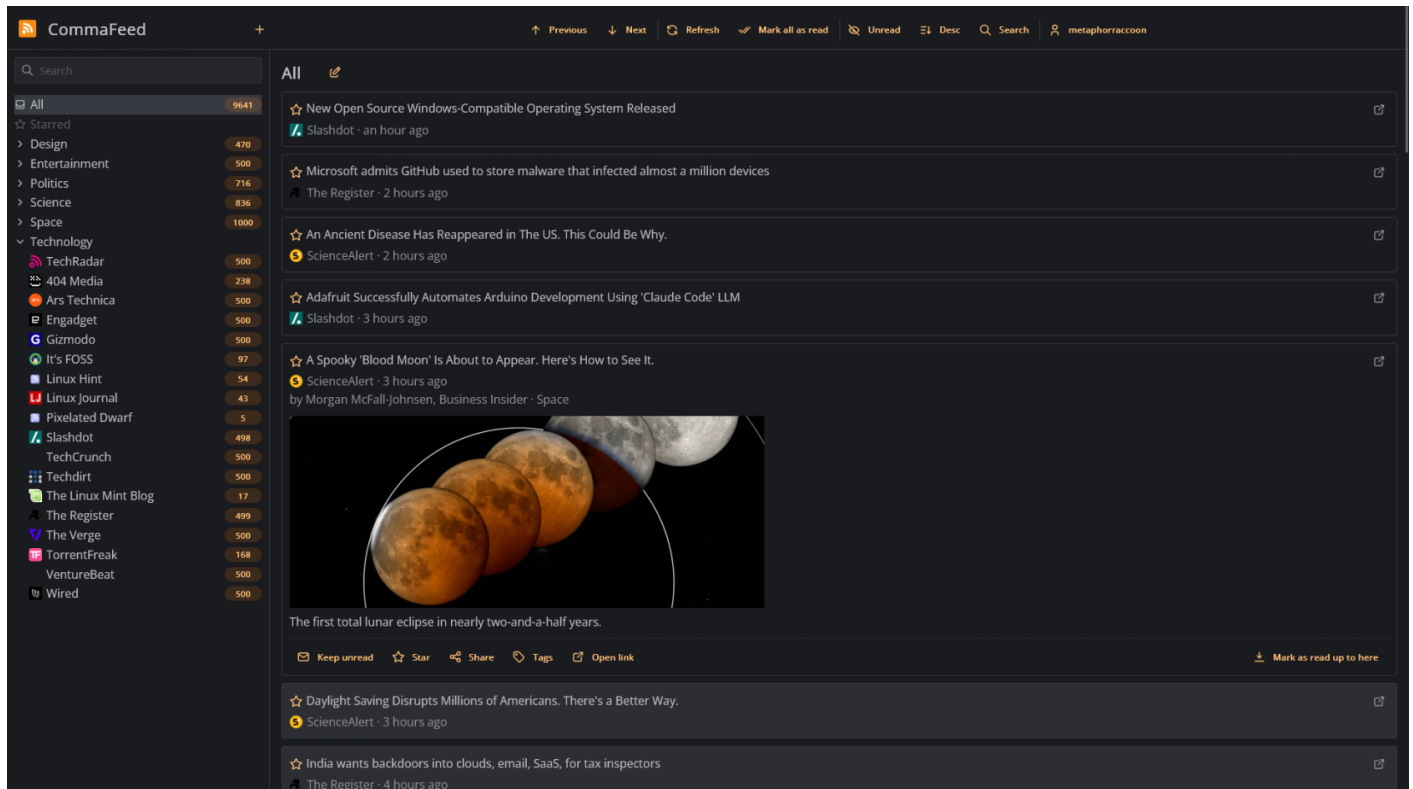 CommaFeed
+
Previous
Next
Refresh
Mark all as read
Unread
Desc
Search
metaphorraccoon
Search
All 9641
Starred
Design 470
Entertainment 500
Politics 716
Science 836
Space 1000
Technology
TechRadar 500
404 Media 238
Ars Technica 500
Engadget 500
G Gizmodo 500
It's FOSS 97
Linux Hint 54
LJ Linux Journal 43
Pixelated Dwarf 5
Slashdot 498
TechCrunch 500
Techdirt 500
The Linux Mint Blog 17
The Register 499
The Verge 500
TF TorrentFreak 168
VentureBeat 500
Wired 500
All
New Open Source Windows-Compatible Operating System Released
Slashdot · an hour ago
Microsoft admits GitHub used to store malware that infected almost a million devices
The Register · 2 hours ago
An Ancient Disease Has Reappeared in The US. This Could Be Why.
S ScienceAlert · 2 hours ago
Adafruit Successfully Automates Arduino Development Using 'Claude Code' LLM
Slashdot · 3 hours ago
A Spooky 'Blood Moon' Is About to Appear. Here's How to See It.
S ScienceAlert · 3 hours ago
by Morgan McFall-Johnsen, Business Insider · Space
The first total lunar eclipse in nearly two-and-a-half years.
Keep unread
Star
Share
Tags
Open link
Mark as read up to here
Daylight Saving Disrupts Millions of Americans. There's a Better Way.
S ScienceAlert · 3 hours ago
India wants backdoors into clouds, email, SaaS, for tax inspectors
The Register · 4 hours ago